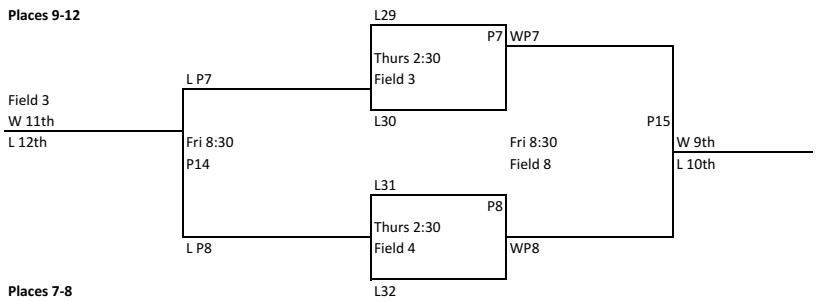 Places 9-12
L29
P7 WP7
Thurs 2:30
L P7
Field 3
Field 3
W 11th
L30
P15
L 12th
Fri 8:30
Fri 8:30
W 9th
P14
Field 8
L 10th
L31
P8
Thurs 2:30
L P8
Field 4
WP8
Places 7-8
L32